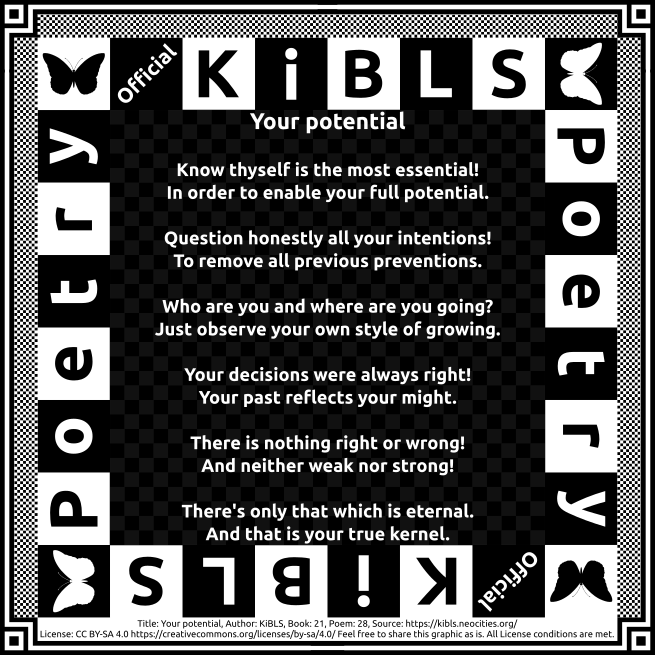 Official KiBLS
Poetry
Poetry
Your potential
Know thyself is the most essential!
In order to enable your full potential.
Question honestly all your intentions!
To remove all previous preventions.
Who are you and where are you going?
Just observe your own style of growing.
Your decisions were always right!
Your past reflects your might.
There is nothing right or wrong!
And neither weak nor strong!
There's only that which is eternal.
And that is your true kernel.
Official KiBLS
Title: Your potential, Author: KiBLS, Book: 21, Poem: 28, Source: https://kibls.neocities.org/
License: CC BY-SA 4.0 https://creativecommons.org/licenses/by-sa/4.0/ Feel free to share this graphic as is. All License conditions are met.